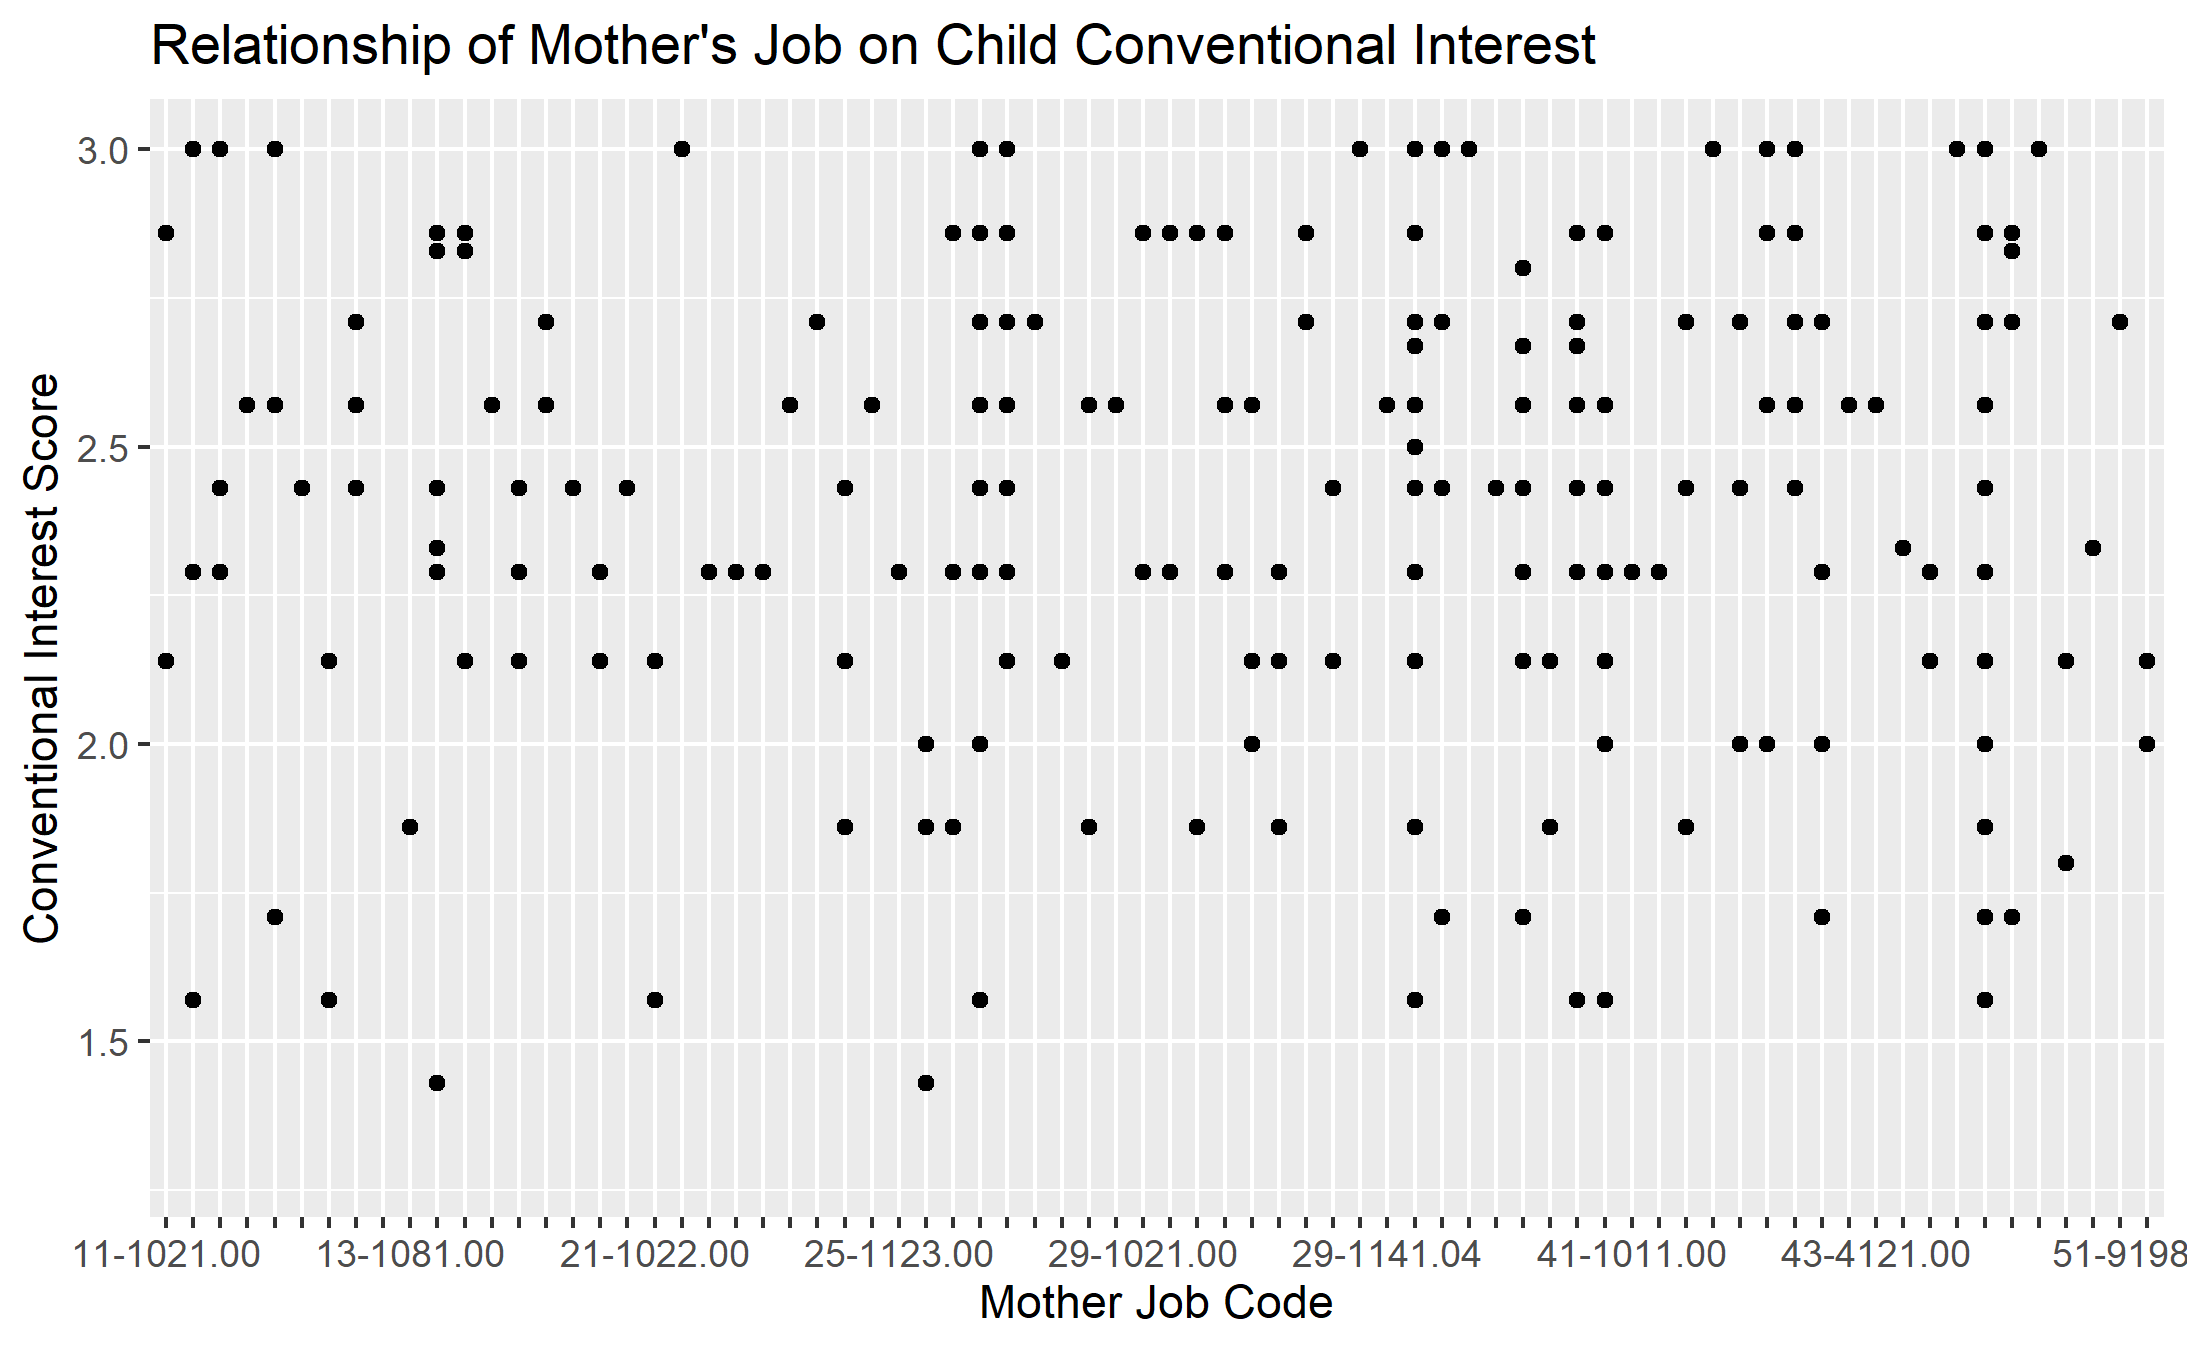 Relationship of Mother's Job on Child Conventional Interest
Conventional Interest Score
3.0
2.5
2.0
1.5
11-1021.00 13-1081.00 21-1022.00 25-1123.00 29-1021.00 29-1141.04 41-1011.00 43-4121.00 51-9198
Mother Job Code